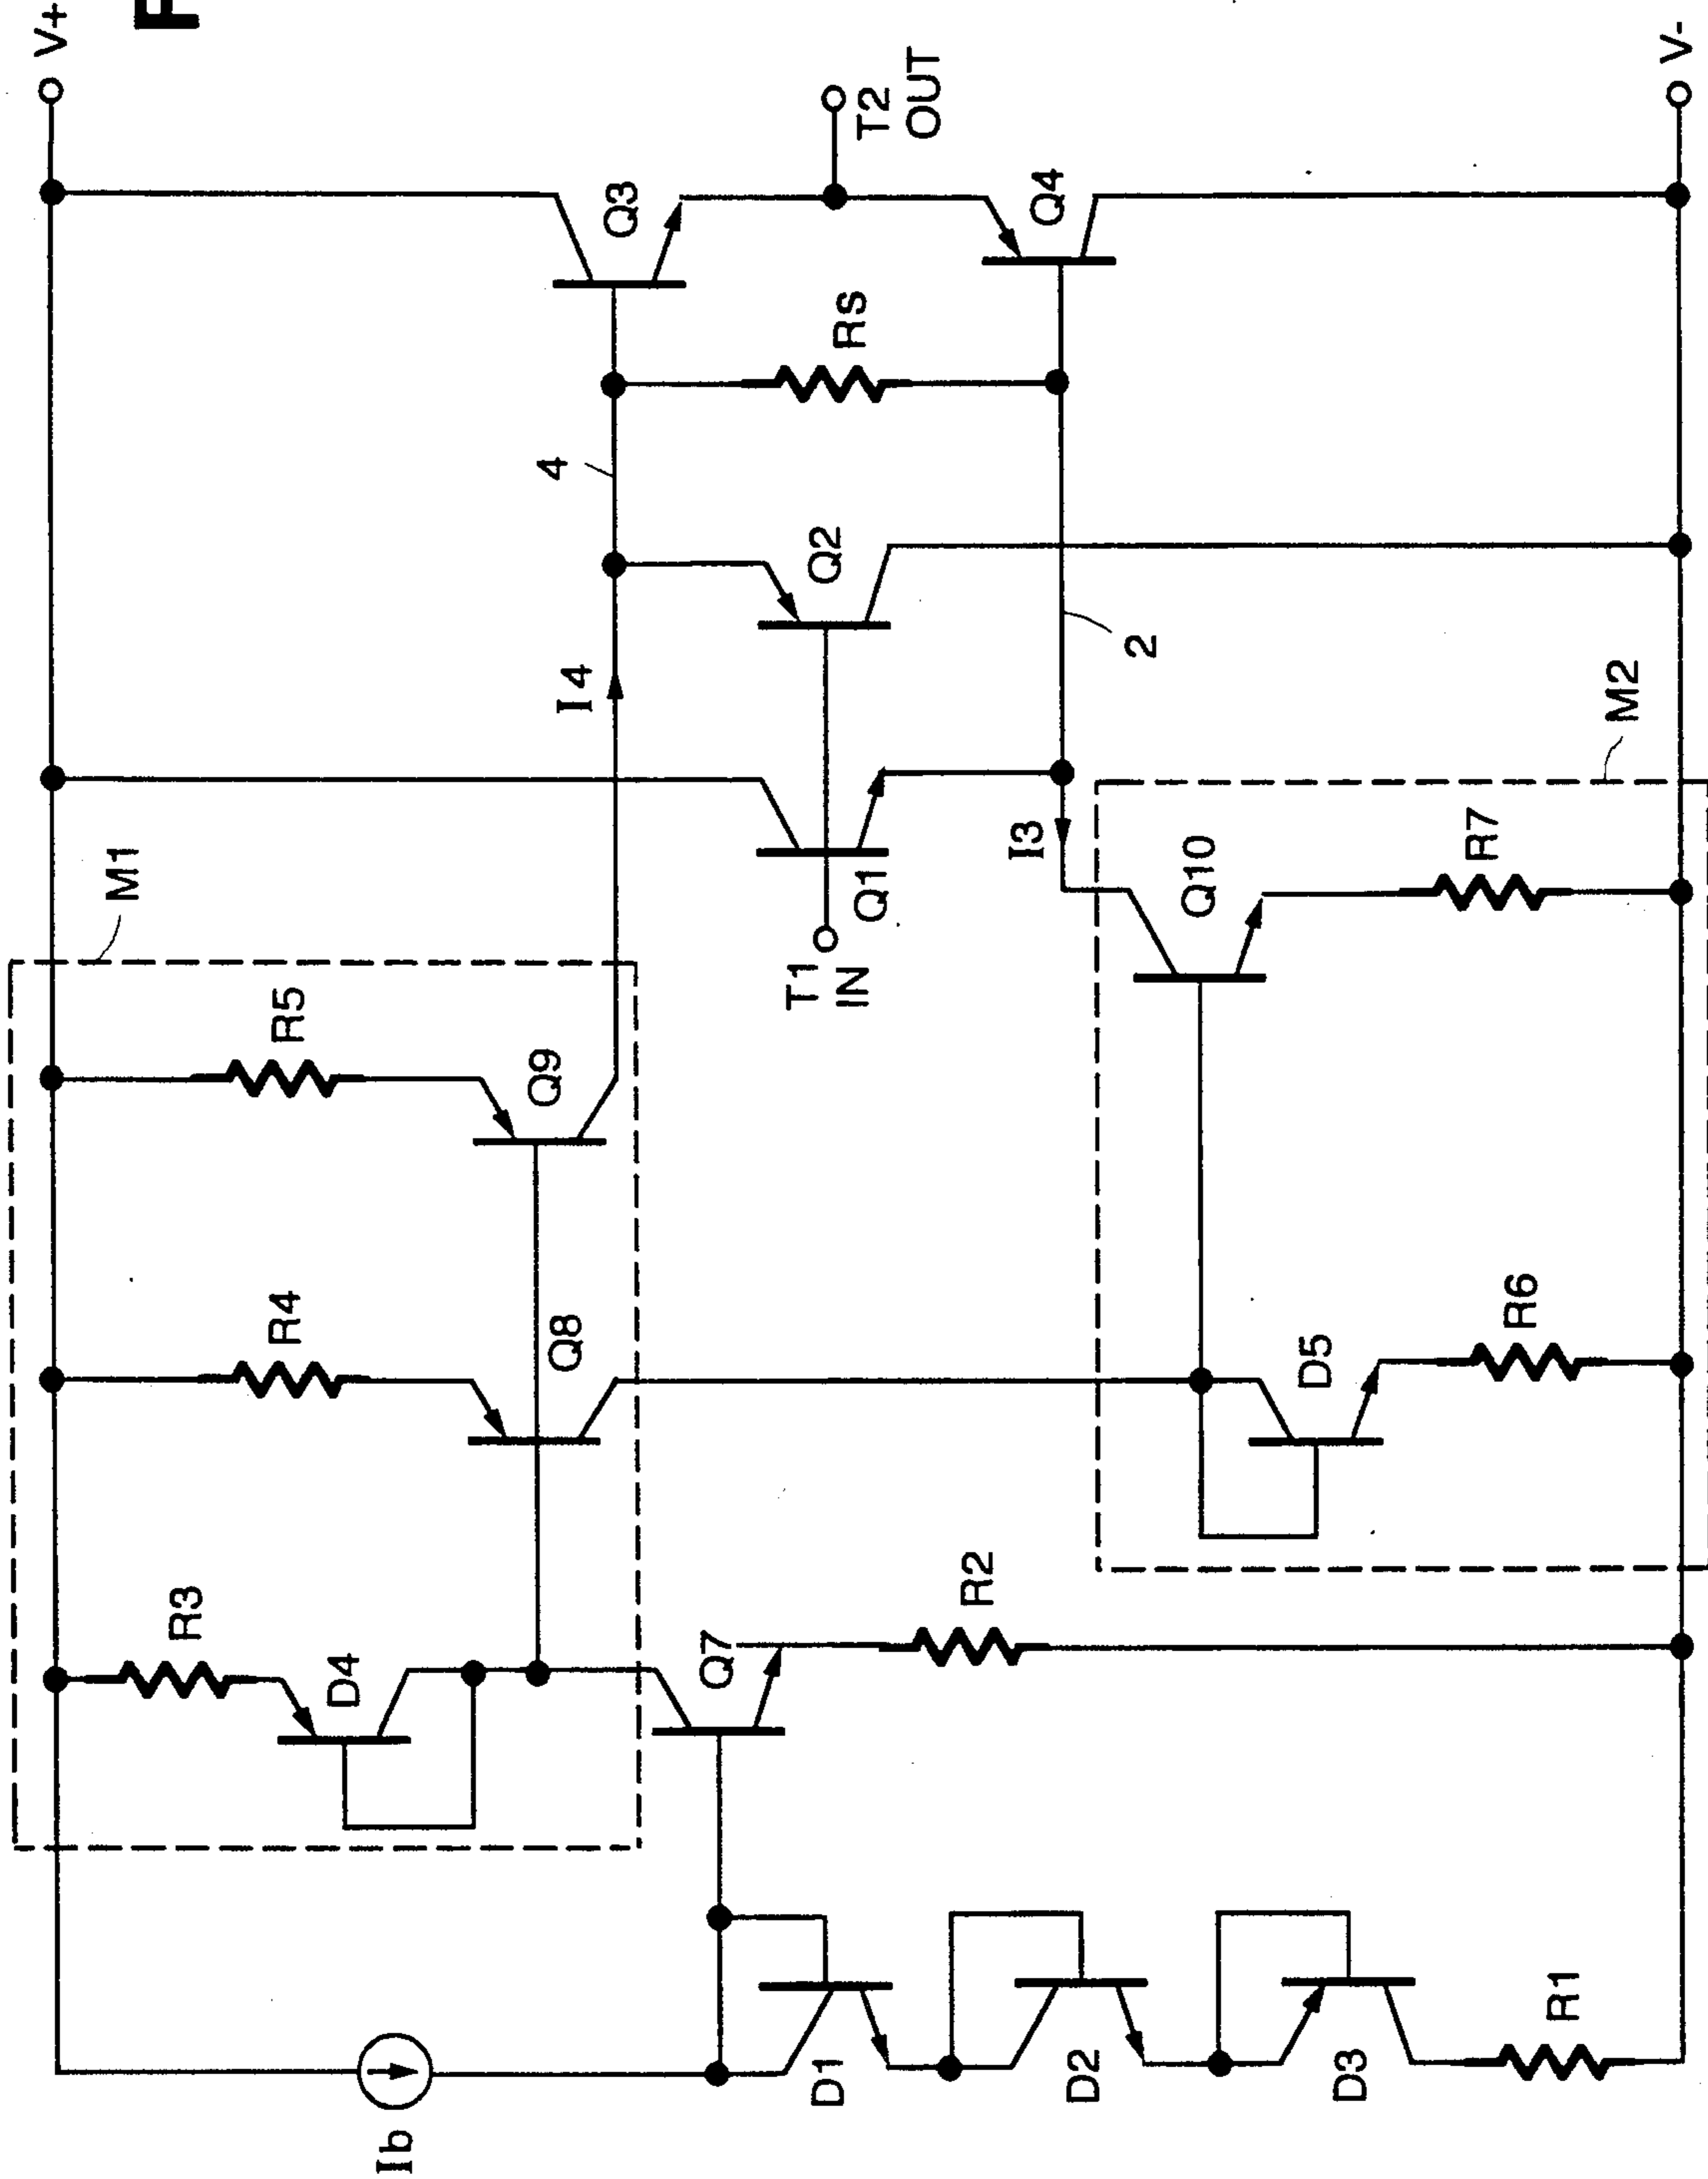 V+
F
M1
R3
R4
R5
D4
Ib
Q9
4
Q8
I4
Q3
Q7
T1
IN
Q2
D1
RS
Q1
T2
OUT
R2
I3
Q4
D2
2
Q10
D5
D3
R7
R6
R1
M2
V-